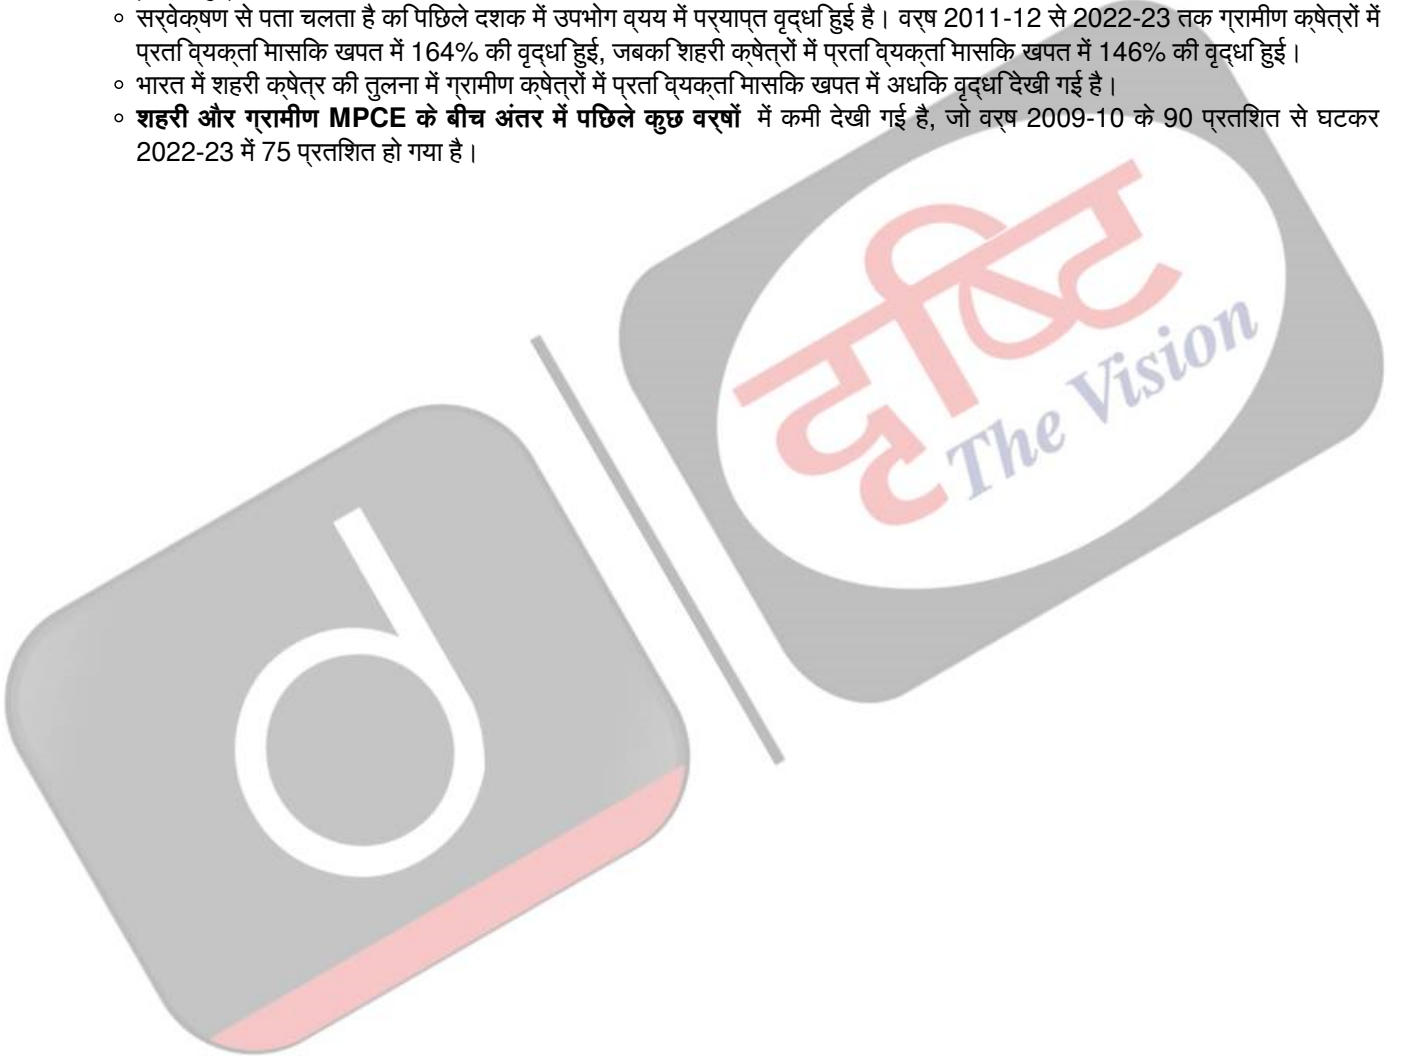 ◦ सर्वेक्षण से पता चलता है कि पिछले दशक में उपभोग व्यय में पर्याप्त वृद्धि हुई है। वर्ष 2011-12 से 2022-23 तक ग्रामीण क्षेत्रों में
प्रति व्यक्ति मासिक खपत में 164% की वृद्धि हुई, जबकि शहरी क्षेत्रों में प्रति व्यक्ति मासिक खपत में 146% की वृद्धि हुई।
◦ भारत में शहरी क्षेत्र की तुलना में ग्रामीण क्षेत्रों में प्रति व्यक्ति मासिक खपत में अधिक वृद्धि देखी गई है।
◦ शहरी और ग्रामीण MPCE के बीच अंतर में पिछले कुछ वर्षों में कमी देखी गई है, जो वर्ष 2009-10 के 90 प्रतिशत से घटकर
2022-23 में 75 प्रतिशत हो गया है।
दृष्टि
The Vision
d